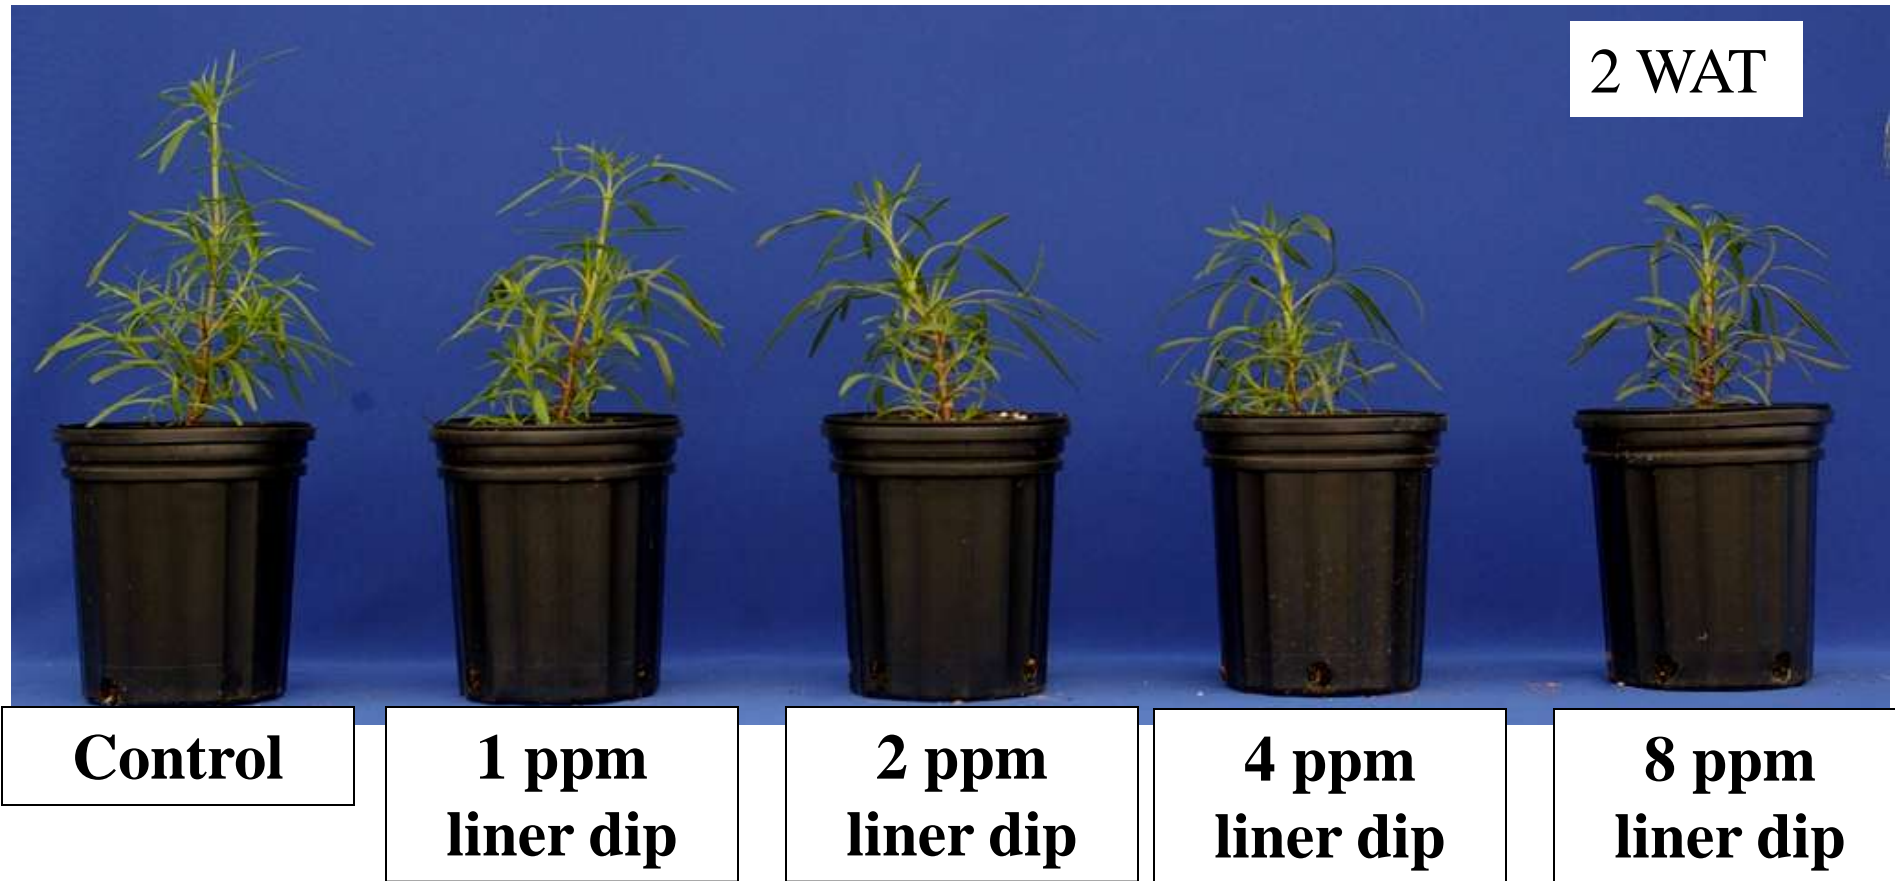 2 WAT
Control
1 ppm
liner dip
2 ppm
liner dip
4 ppm
liner dip
8 ppm
liner dip